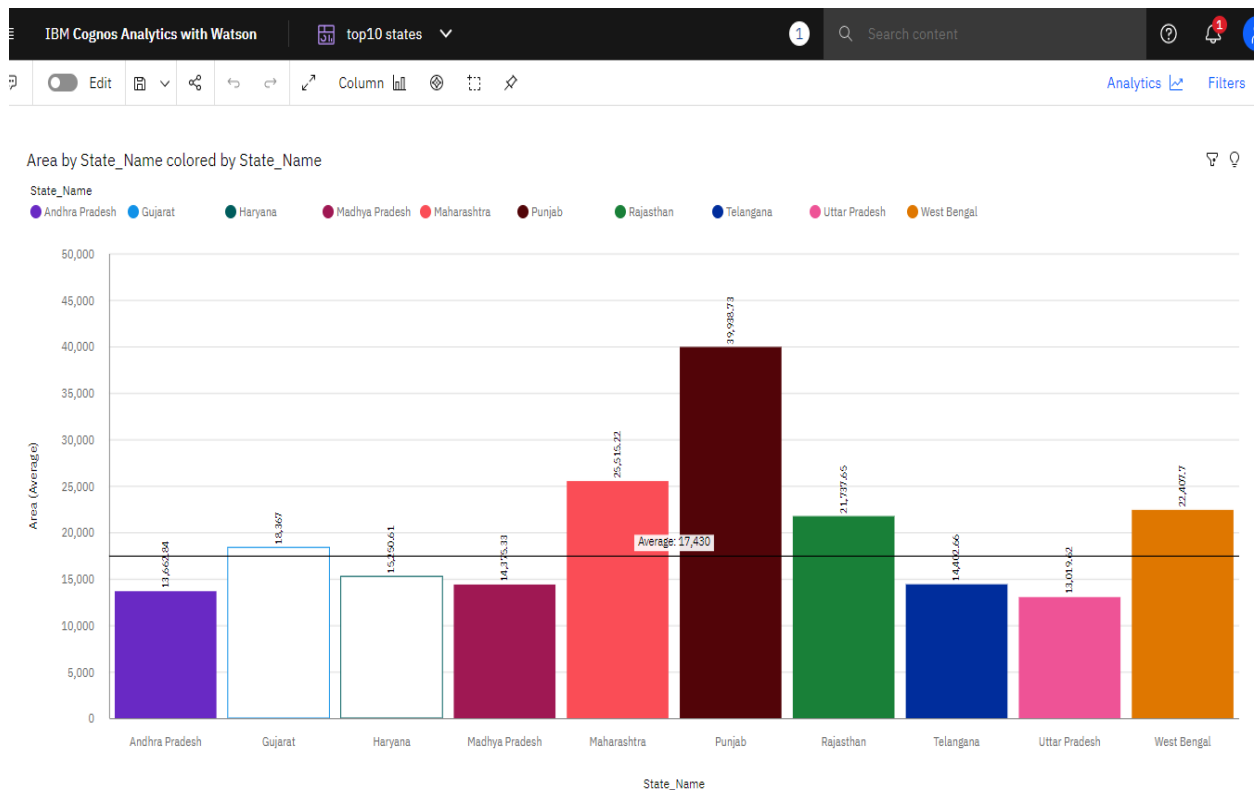 IBM Cognos Analytics with Watson top10 states 1 Search content 1
Edit Column Analytics Filters
Area by State_Name colored by State_Name
State_Name
Andhra Pradesh Gujarat Haryana Madhya Pradesh Maharashtra Punjab Rajasthan Telangana Uttar Pradesh West Bengal
50,000
45,000
40,000
35,000
30,000
25,000
20,000
15,000
10,000
5,000
0
Area (Average)
13,662.84
18,367
15,250.61
14,375.33
25,515.22
39,938.73
21,737.65
14,402.66
13,019.62
22,407.7
Average: 17,430
Andhra Pradesh Gujarat Haryana Madhya Pradesh Maharashtra Punjab Rajasthan Telangana Uttar Pradesh West Bengal
State_Name